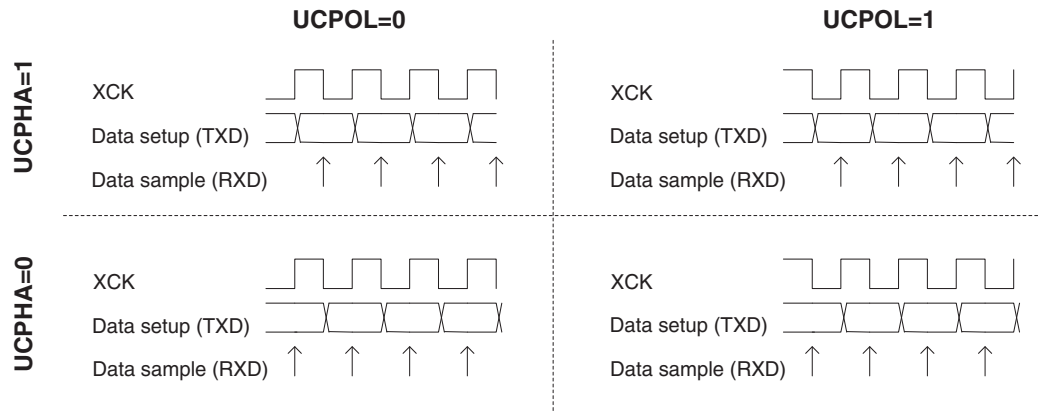 UCPOL=0
UCPOL=1
UCPHA=1
XCK
Data setup (TXD)
Data sample (RXD)
XCK
Data setup (TXD)
Data sample (RXD)
UCPHA=0
XCK
Data setup (TXD)
Data sample (RXD)
XCK
Data setup (TXD)
Data sample (RXD)